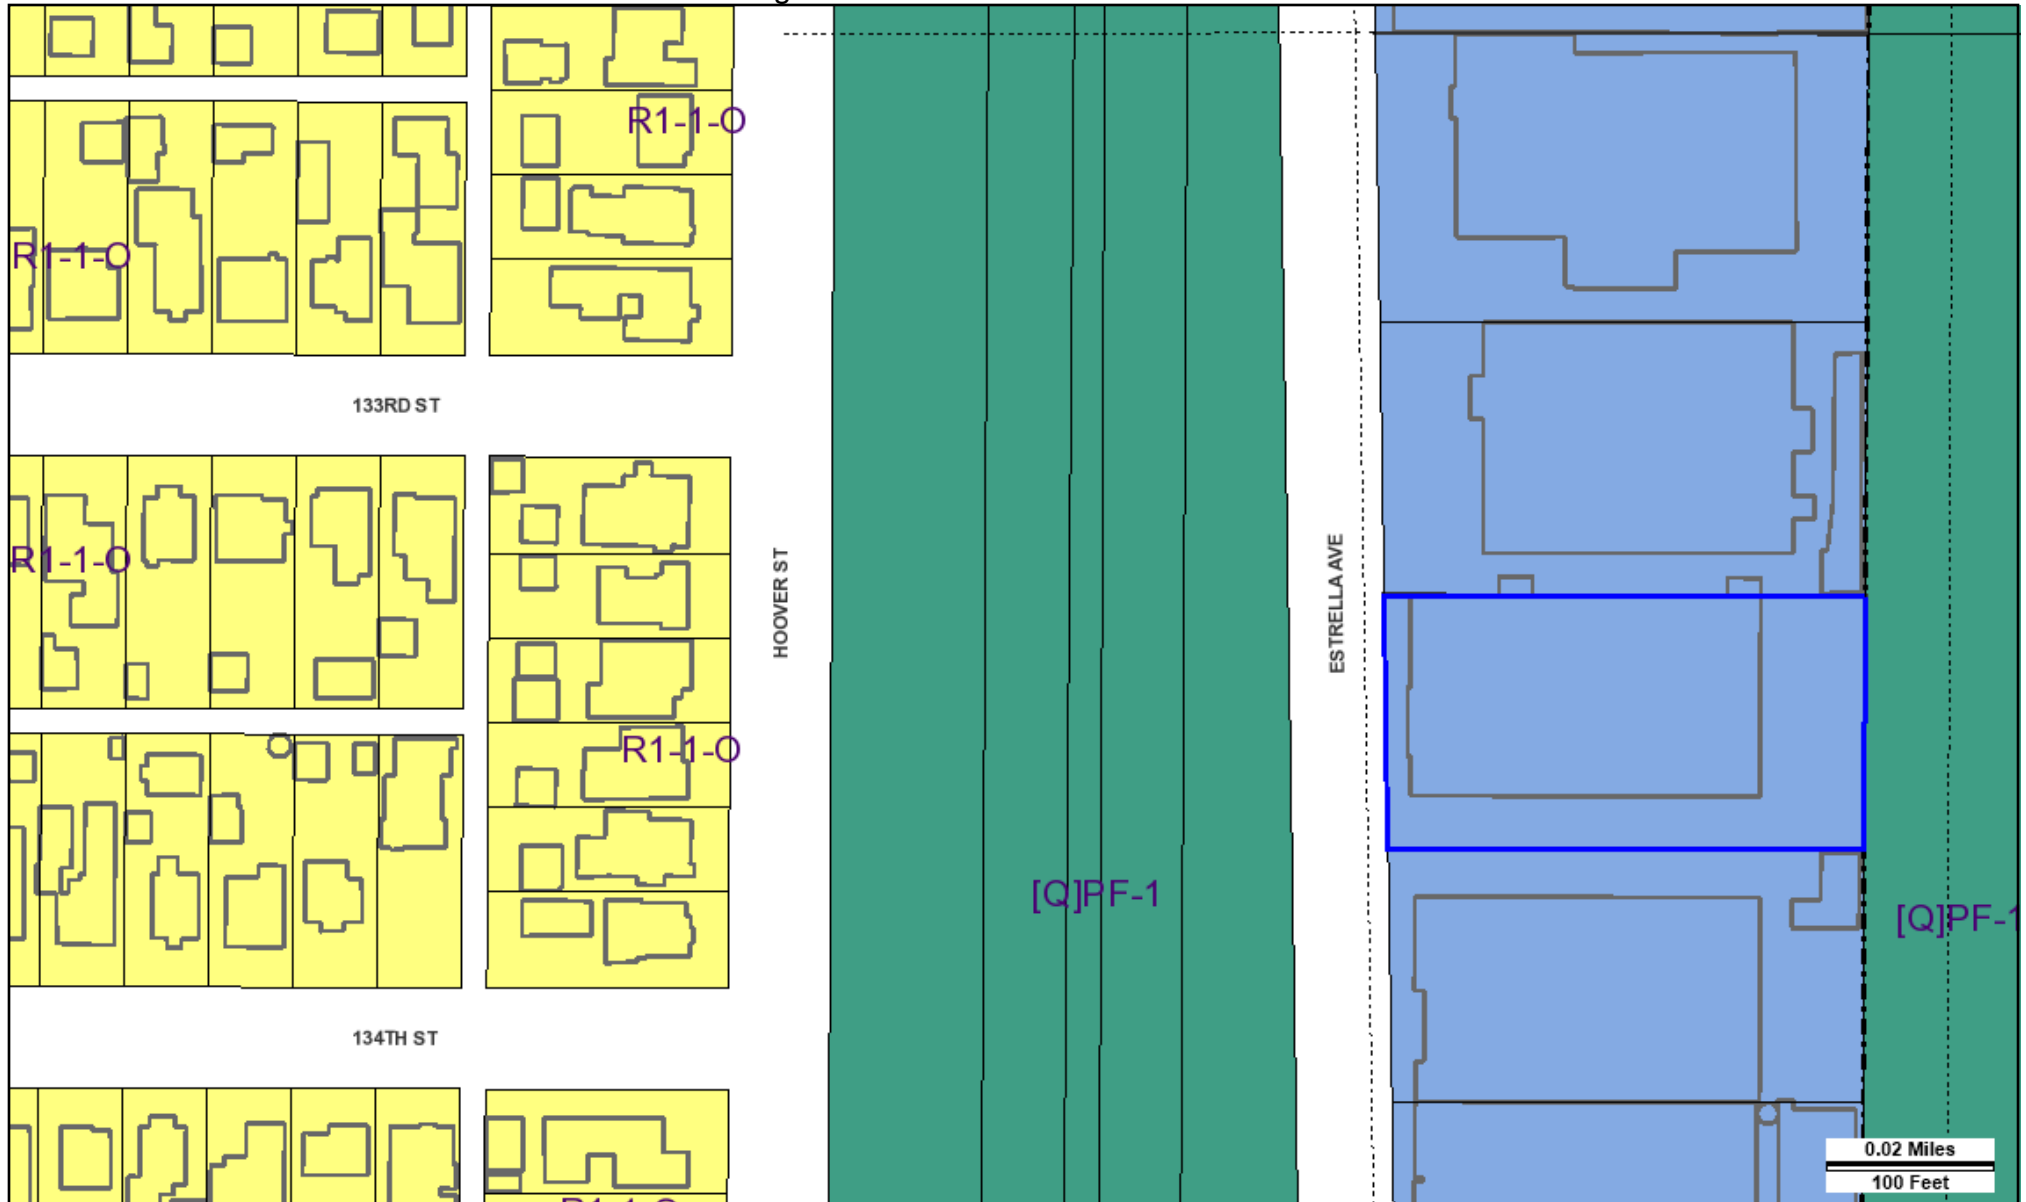 R1-1-O
R1-1-O
133RD ST
R1-1-O
HOOVER ST
ESTRELLA AVE
R1-1-O
[Q]PF-1
[Q]PF-1
134TH ST
0.02 Miles
100 Feet